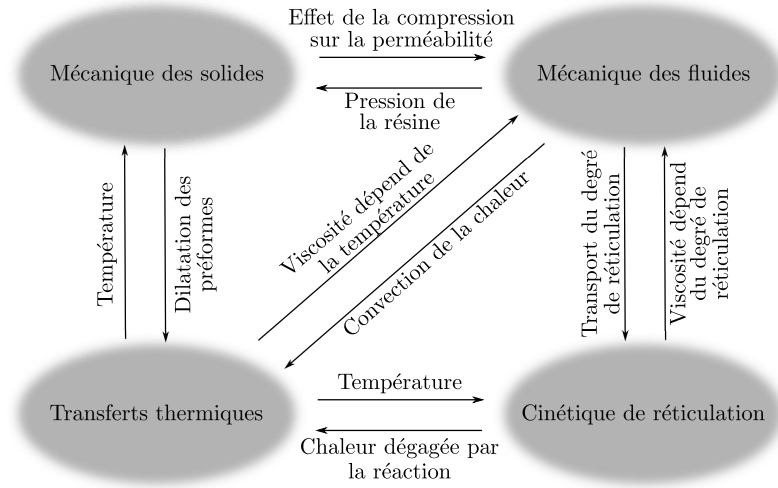 Effet de la compression
sur la perméabilité
Mécanique des solides
Mécanique des fluides
Pression de
la résine
Température
Dilatation des
préformes
Viscosité dépend de
la température
Convection de la chaleur
Transport du degré
de réticulation
Viscosité dépend
du degré de
réticulation
Température
Transferts thermiques
Cinétique de réticulation
Chaleur dégagée par
la réaction